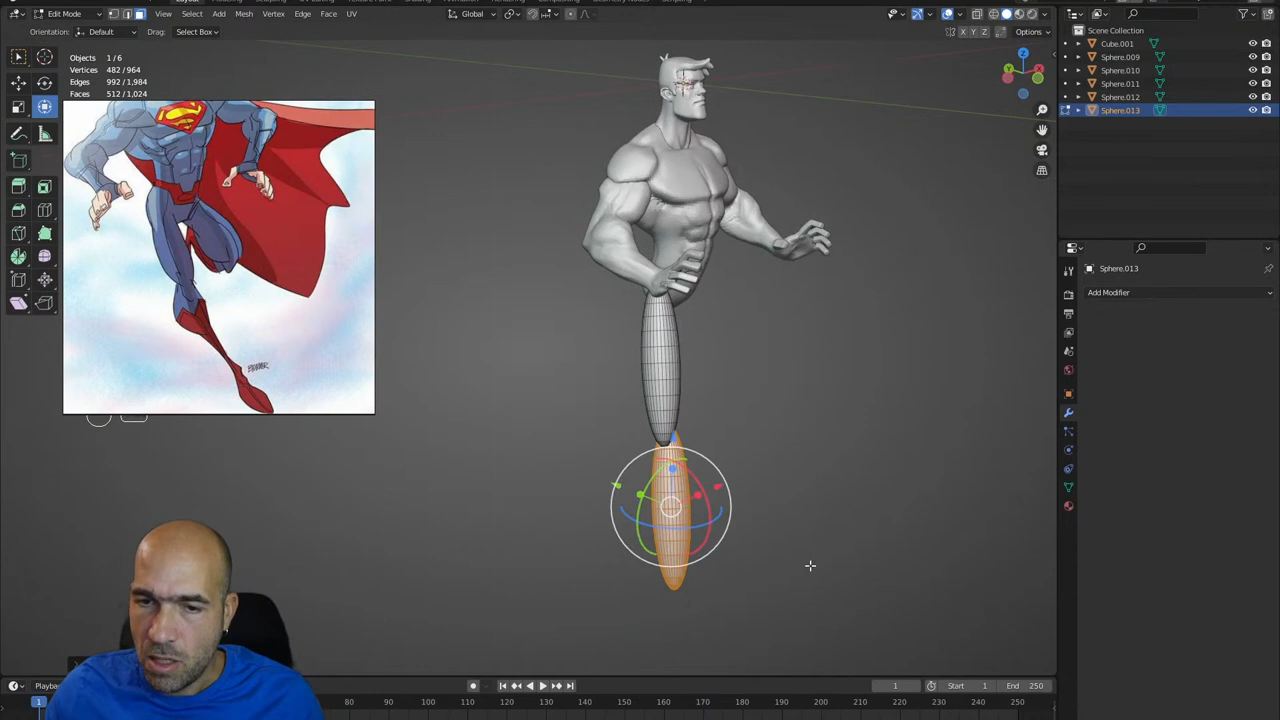 Edit Mode
View Select Add Mesh Vertex Edge Face UV
Global
Orientation: Default Drag: Select Box
X Y Z Options
Objects 1 / 6
Vertices 482 / 964
Edges 992 / 1,984
Faces 512 / 1,024
S
Z
Y
X
Scene Collection
Cube.001
Sphere.009
Sphere.010
Sphere.011
Sphere.012
Sphere.013
Sphere.013
Add Modifier
Playba
1 Start 1 End 250
1
80 90 100 110 120 130 140 150 160 170 180 190 200 210 220 230 240 250